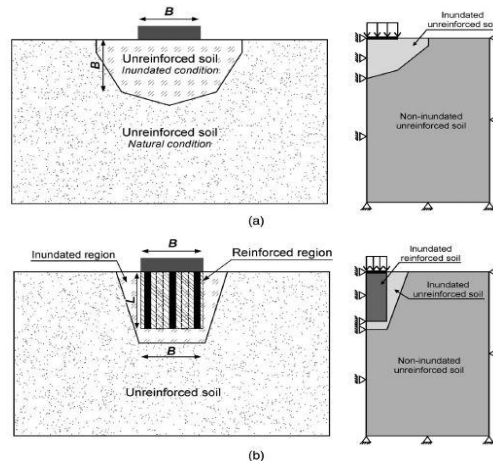 B
B
Unreinforced soil
Inundated condition
Unreinforced soil
Natural condition
Inundated
unreinforced soil
Non-inundated
unreinforced soil
(a)
Inundated region
B
Reinforced region
L
B
Unreinforced soil
Inundated
reinforced soil
Inundated
unreinforced soil
Non-inundated
unreinforced soil
(b)